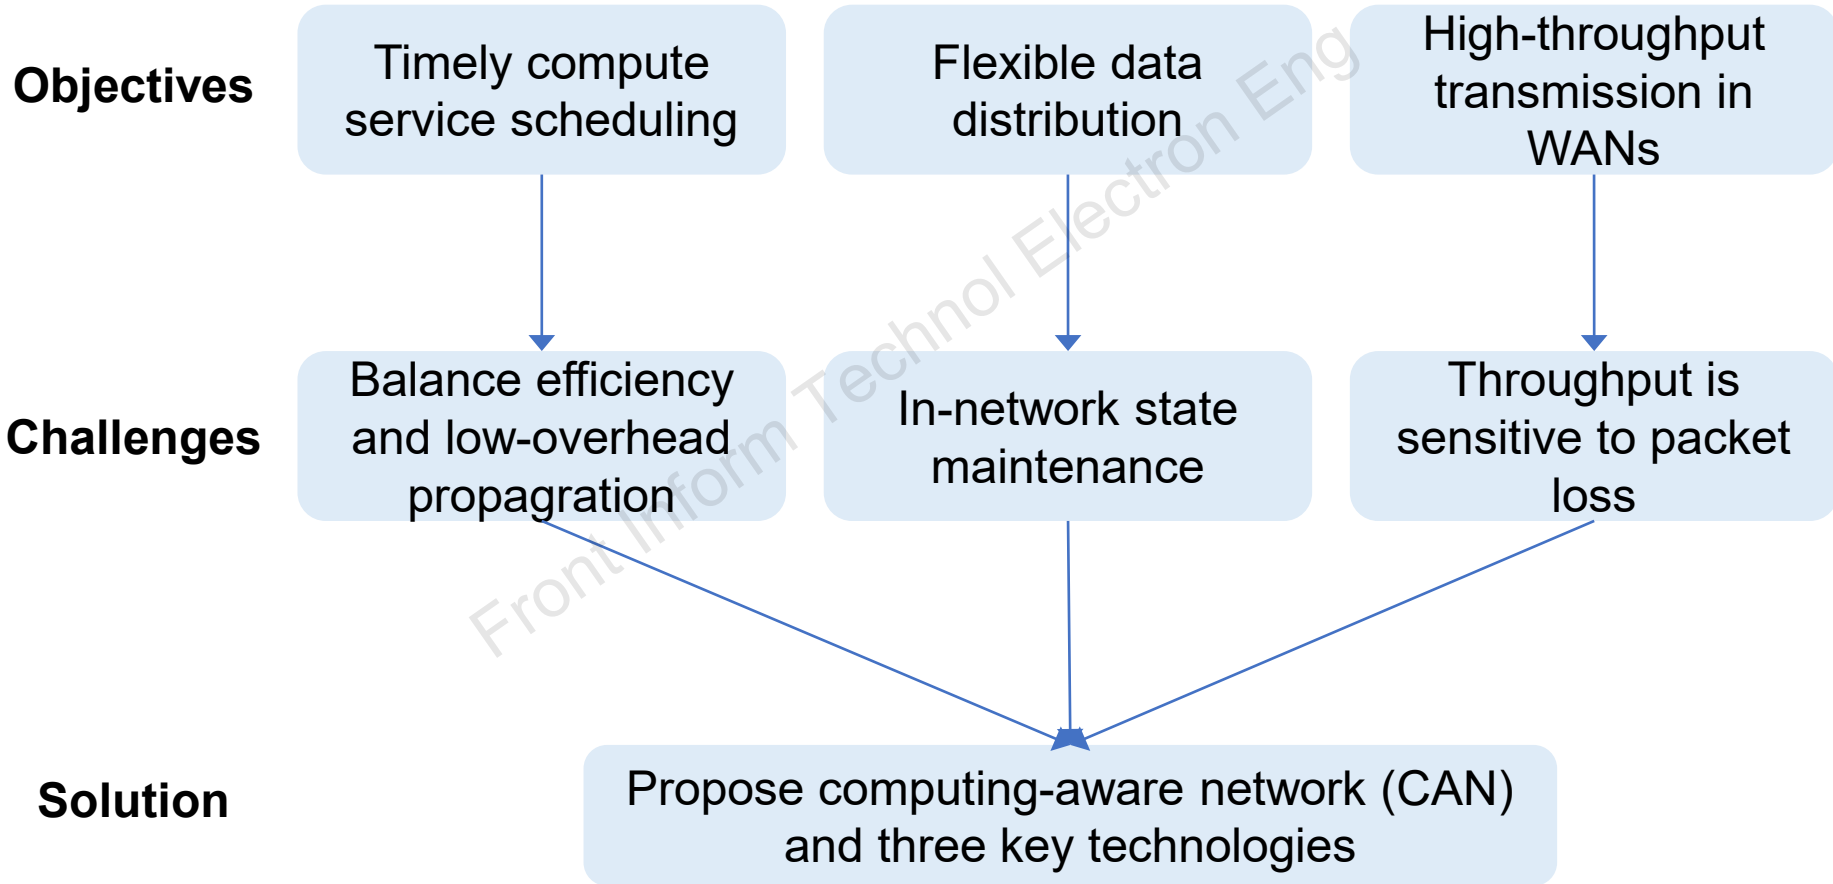 Objectives
Timely compute
service scheduling
Flexible data
distribution
High-throughput
transmission in
WANs
Challenges
Balance efficiency
and low-overhead
propagration
In-network state
maintenance
Throughput is
sensitive to packet
loss
Solution
Propose computing-aware network (CAN)
and three key technologies
Front Inform Technol Electron Eng